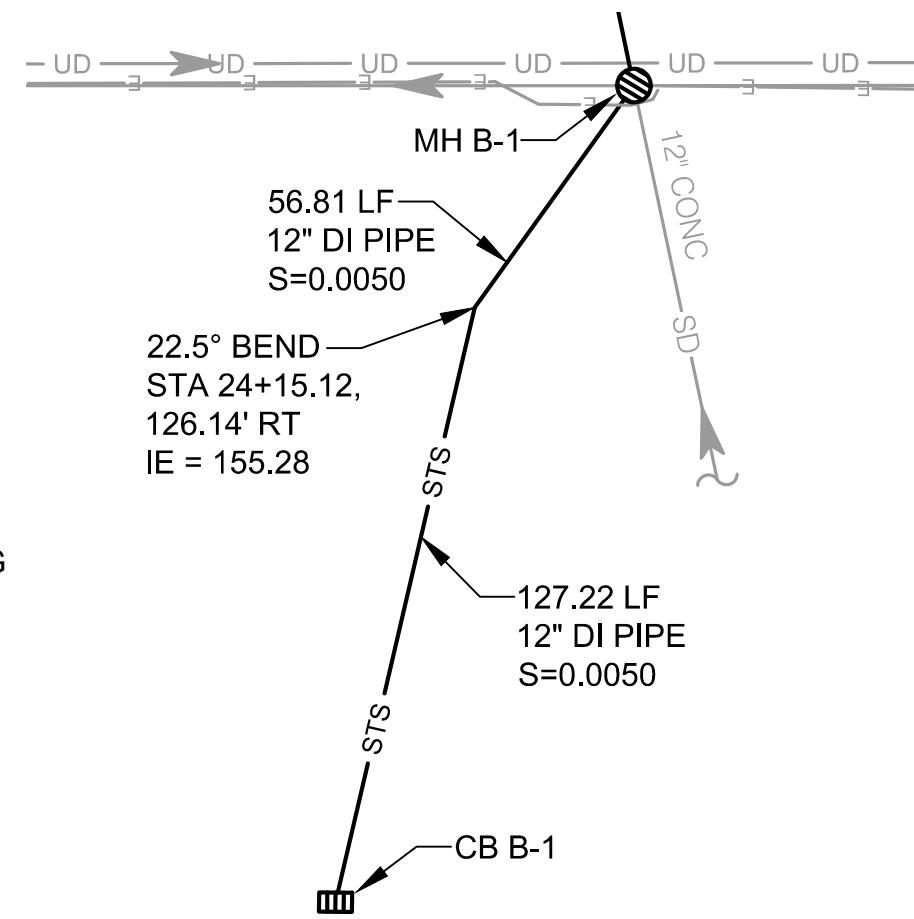 UD UD UD UD UD UD
E E E E E E E
MH B-1
12" CONC
56.81 LF
12" DI PIPE
S=0.0050
SD
22.5° BEND
STA 24+15.12,
126.14' RT
IE = 155.28
STS
G
127.22 LF
12" DI PIPE
S=0.0050
STS
CB B-1